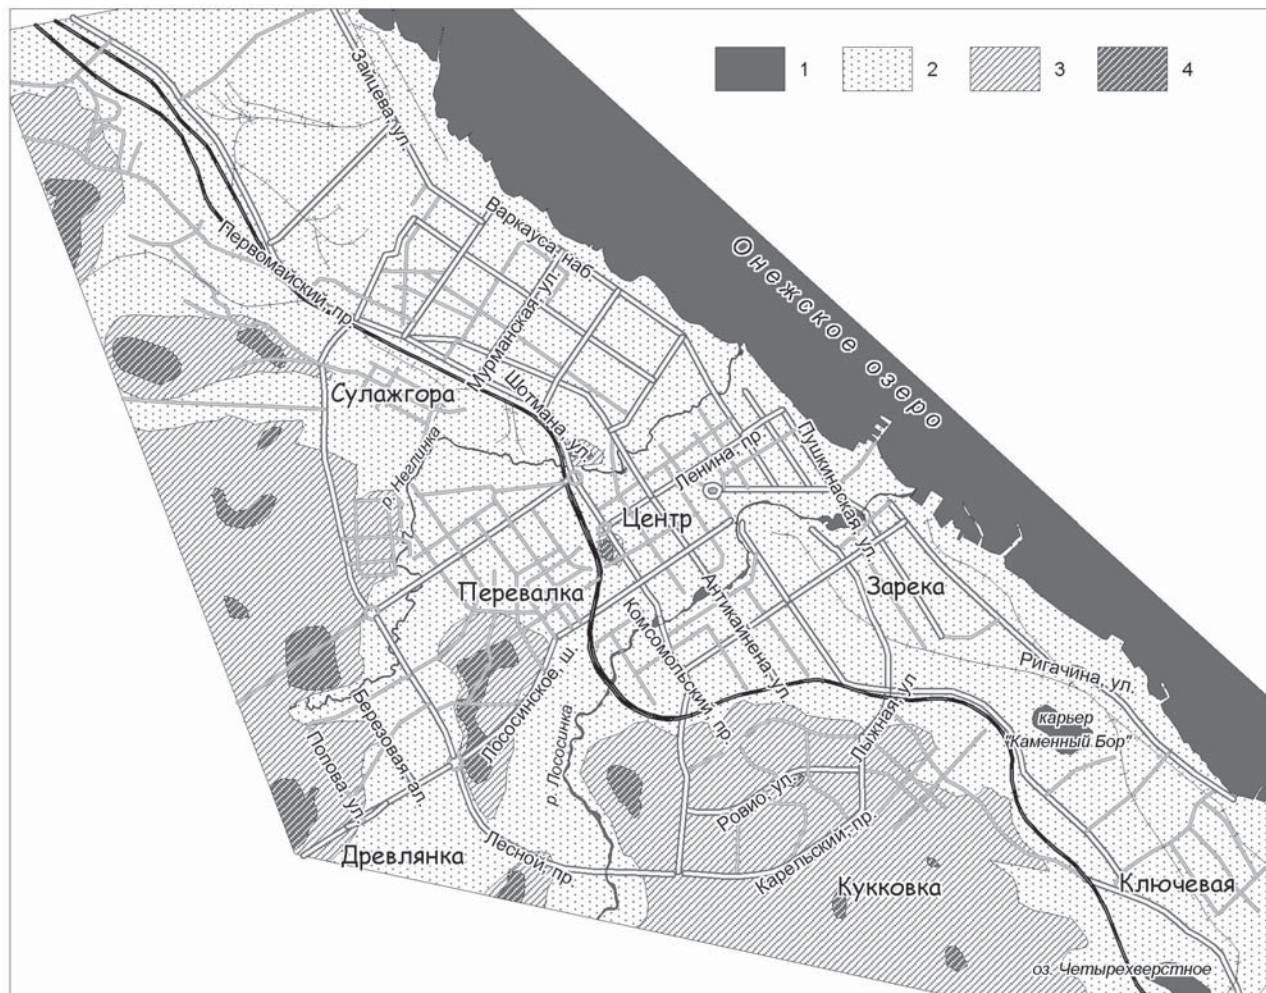 1
2
3
4
Зайцева, ул.
Варкауса, наб
Онежское озеро
Первомайский, пр
Мурманская, ул.
Шотмана, ул.
Сулажгора
р. Неглинка
Ленина, пр.
Пушкинаская, ул.
Центр
Перевалка
Зарека
Комсомольский, пр.
Антикайнена, ул.
Ригачина, ул.
Лососинское, ш.
р. Лососинка
Березовая, ал.
Попова, ул.
Лыжная, ул
карьер
"Каменный Бор"
Ровио, ул.
Карельский, пр.
Древлянка
Лесной, пр.
Кукковка
Ключевая
оз. Четырехверстное